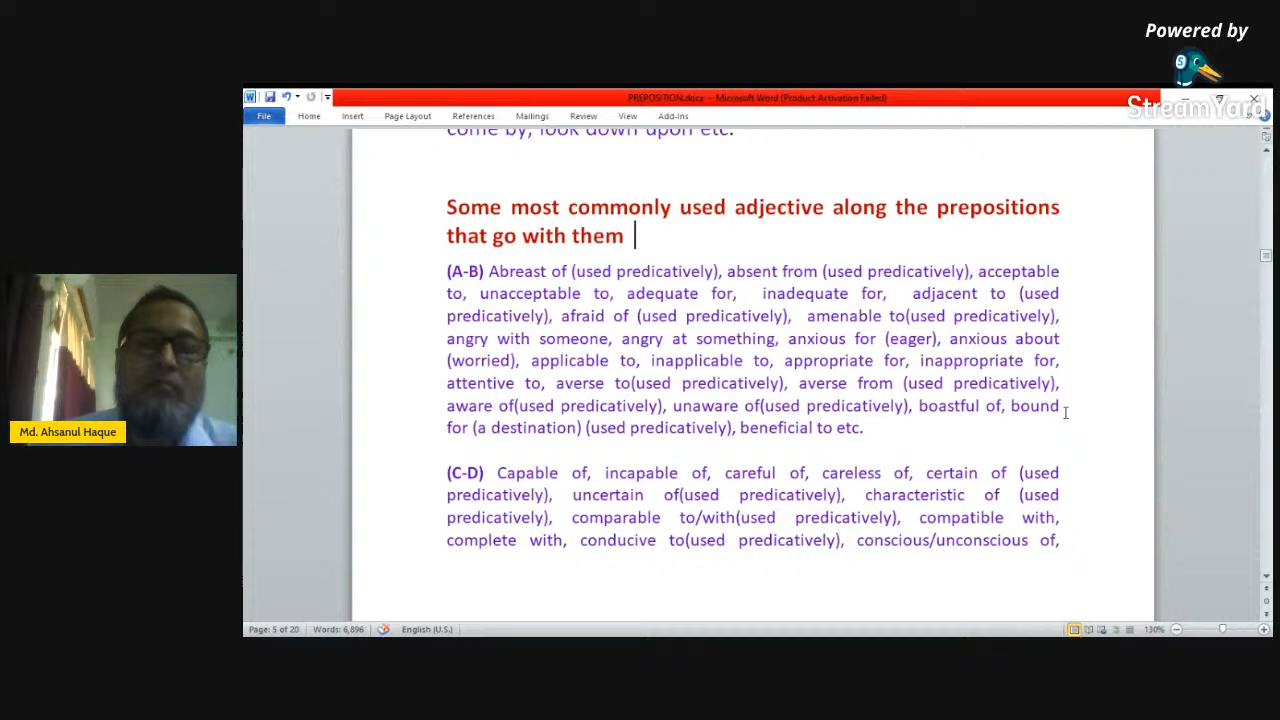 Powered by
StreamYard
PREPOSITION.docx - Microsoft Word (Product Activation Failed)
File Home Insert Page Layout References Mailings Review View Add-Ins
come by, look down upon etc.
Some most commonly used adjective along the prepositions
that go with them
(A-B) Abreast of (used predicatively), absent from (used predicatively), acceptable
to, unacceptable to, adequate for, inadequate for, adjacent to (used
predicatively), afraid of (used predicatively), amenable to(used predicatively),
angry with someone, angry at something, anxious for (eager), anxious about
(worried), applicable to, inapplicable to, appropriate for, inappropriate for,
attentive to, averse to(used predicatively), averse from (used predicatively),
aware of(used predicatively), unaware of(used predicatively), boastful of, bound
for (a destination) (used predicatively), beneficial to etc.
(C-D) Capable of, incapable of, careful of, careless of, certain of (used
predicatively), uncertain of(used predicatively), characteristic of (used
predicatively), comparable to/with(used predicatively), compatible with,
complete with, conducive to(used predicatively), conscious/unconscious of,
Md. Ahsanul Haque
Page: 5 of 20 Words: 6,896 English (U.S.) 130%